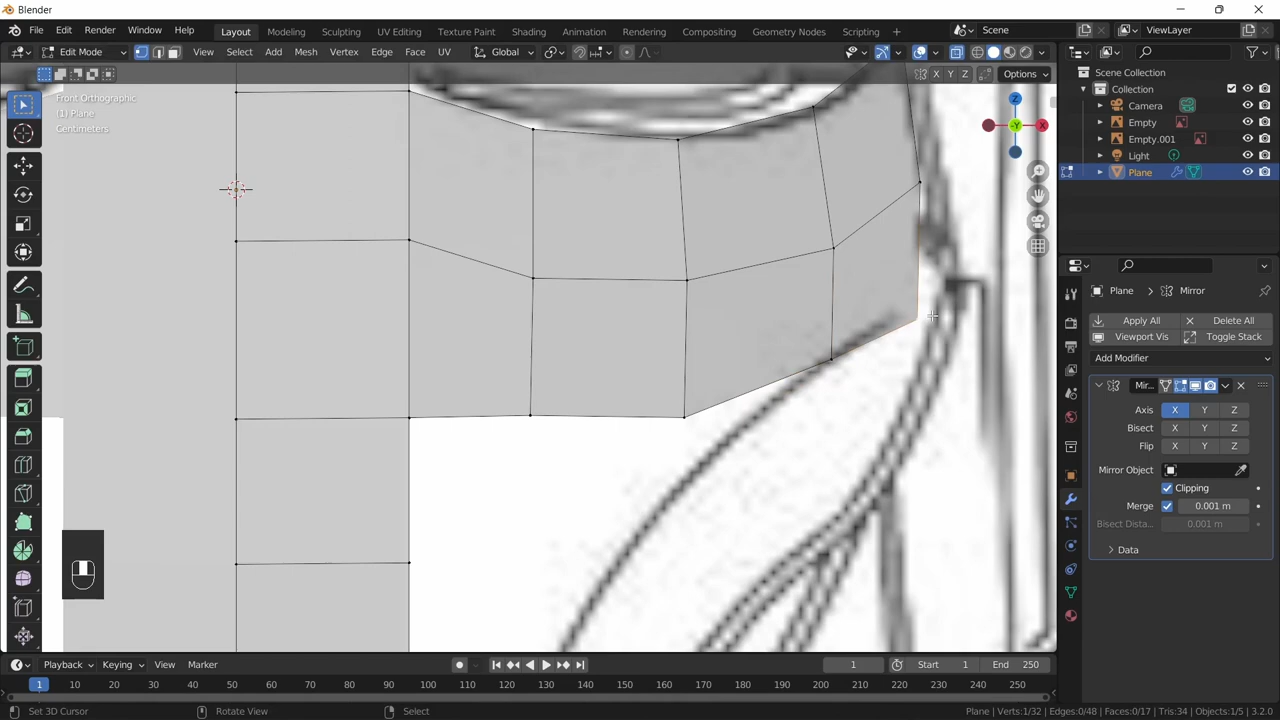 Blender
File Edit Render Window Help Layout Modeling Sculpting UV Editing Texture Paint Shading Animation Rendering Compositing Geometry Nodes Scripting + Scene ViewLayer
Edit Mode View Select Add Mesh Vertex Edge Face UV Global
X Y Z Options
Front Orthographic
(1) Plane
Centimeters
Z
Y
X
Scene Collection
Collection
Camera
Empty
Empty.001
Light
Plane
Plane > Mirror
Apply All Delete All
Viewport Vis Toggle Stack
Add Modifier
Mir...
Axis X Y Z
Bisect X Y Z
Flip X Y Z
Mirror Object
Clipping
Merge 0.001 m
Bisect Dista... 0.001 m
Data
Playback Keying View Marker 1 Start 1 End 250
1 10 20 30 40 50 60 70 80 90 100 110 120 130 140 150 160 170 180 190 200 210 220 230 240 250
Set 3D Cursor Rotate View Select Plane | Verts:1/32 | Edges:0/48 | Faces:0/17 | Tris:34 | Objects:1/5 | 3.2.0